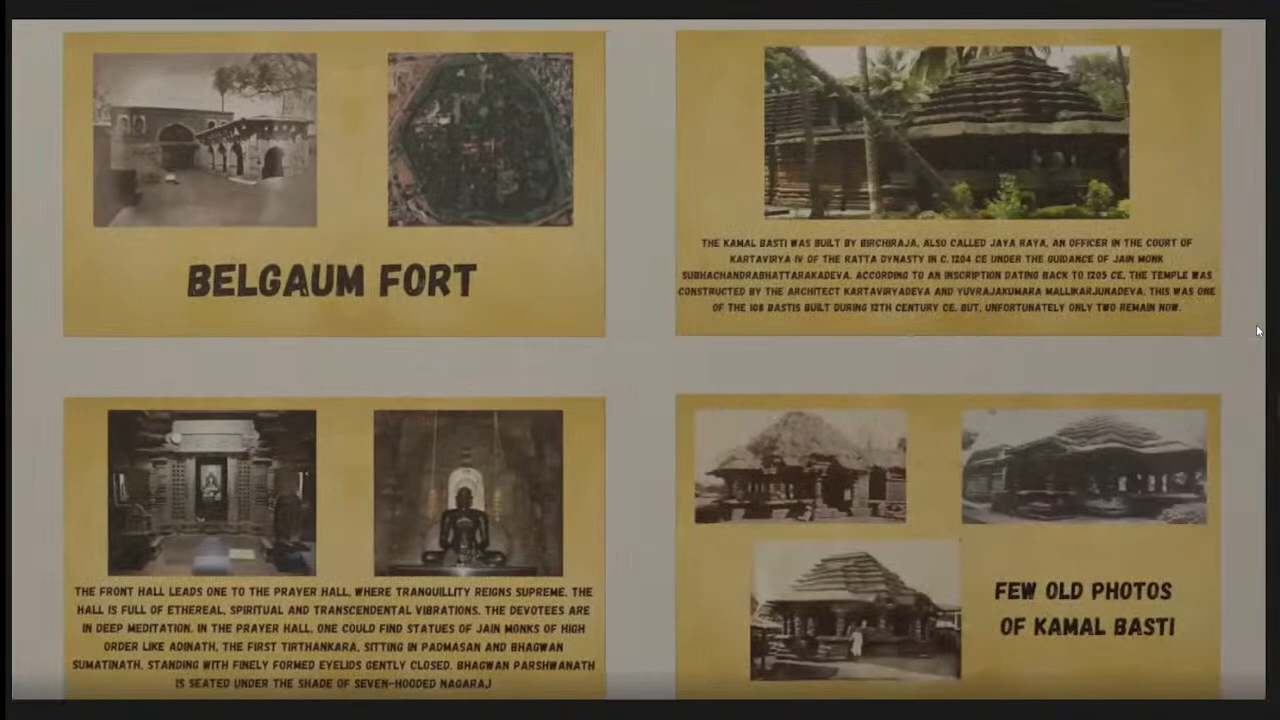 BELGAUM FORT
THE KAMAL BASTI WAS BUILT BY BIRCHIRAJA, ALSO CALLED JAYA RAYA, AN OFFICER IN THE COURT OF
KARTAVIRYA IV OF THE RATTA DYNASTY IN C. 1204 CE UNDER THE GUIDANCE OF JAIN MONK
SUBHACHANDRABHATTARAKADEVA. ACCORDING TO AN INSCRIPTION DATING BACK TO 1205 CE, THE TEMPLE WAS
CONSTRUCTED BY THE ARCHITECT KARTAVIRYADEVA AND YUVRAJAKUMARA MALLIKARJUNADEVA. THIS WAS ONE
OF THE 108 BASTIS BUILT DURING 12TH CENTURY CE. BUT, UNFORTUNATELY ONLY TWO REMAIN NOW.
THE FRONT HALL LEADS ONE TO THE PRAYER HALL, WHERE TRANQUILLITY REIGNS SUPREME. THE
HALL IS FULL OF ETHEREAL, SPIRITUAL AND TRANSCENDENTAL VIBRATIONS. THE DEVOTEES ARE
IN DEEP MEDITATION. IN THE PRAYER HALL, ONE COULD FIND STATUES OF JAIN MONKS OF HIGH
ORDER LIKE ADINATH, THE FIRST TIRTHANKARA, SITTING IN PADMASAN AND BHAGWAN
SUMATINATH, STANDING WITH FINELY FORMED EYELIDS GENTLY CLOSED. BHAGWAN PARSHWANATH
IS SEATED UNDER THE SHADE OF SEVEN-HOODED NAGARAJ
FEW OLD PHOTOS
OF KAMAL BASTI